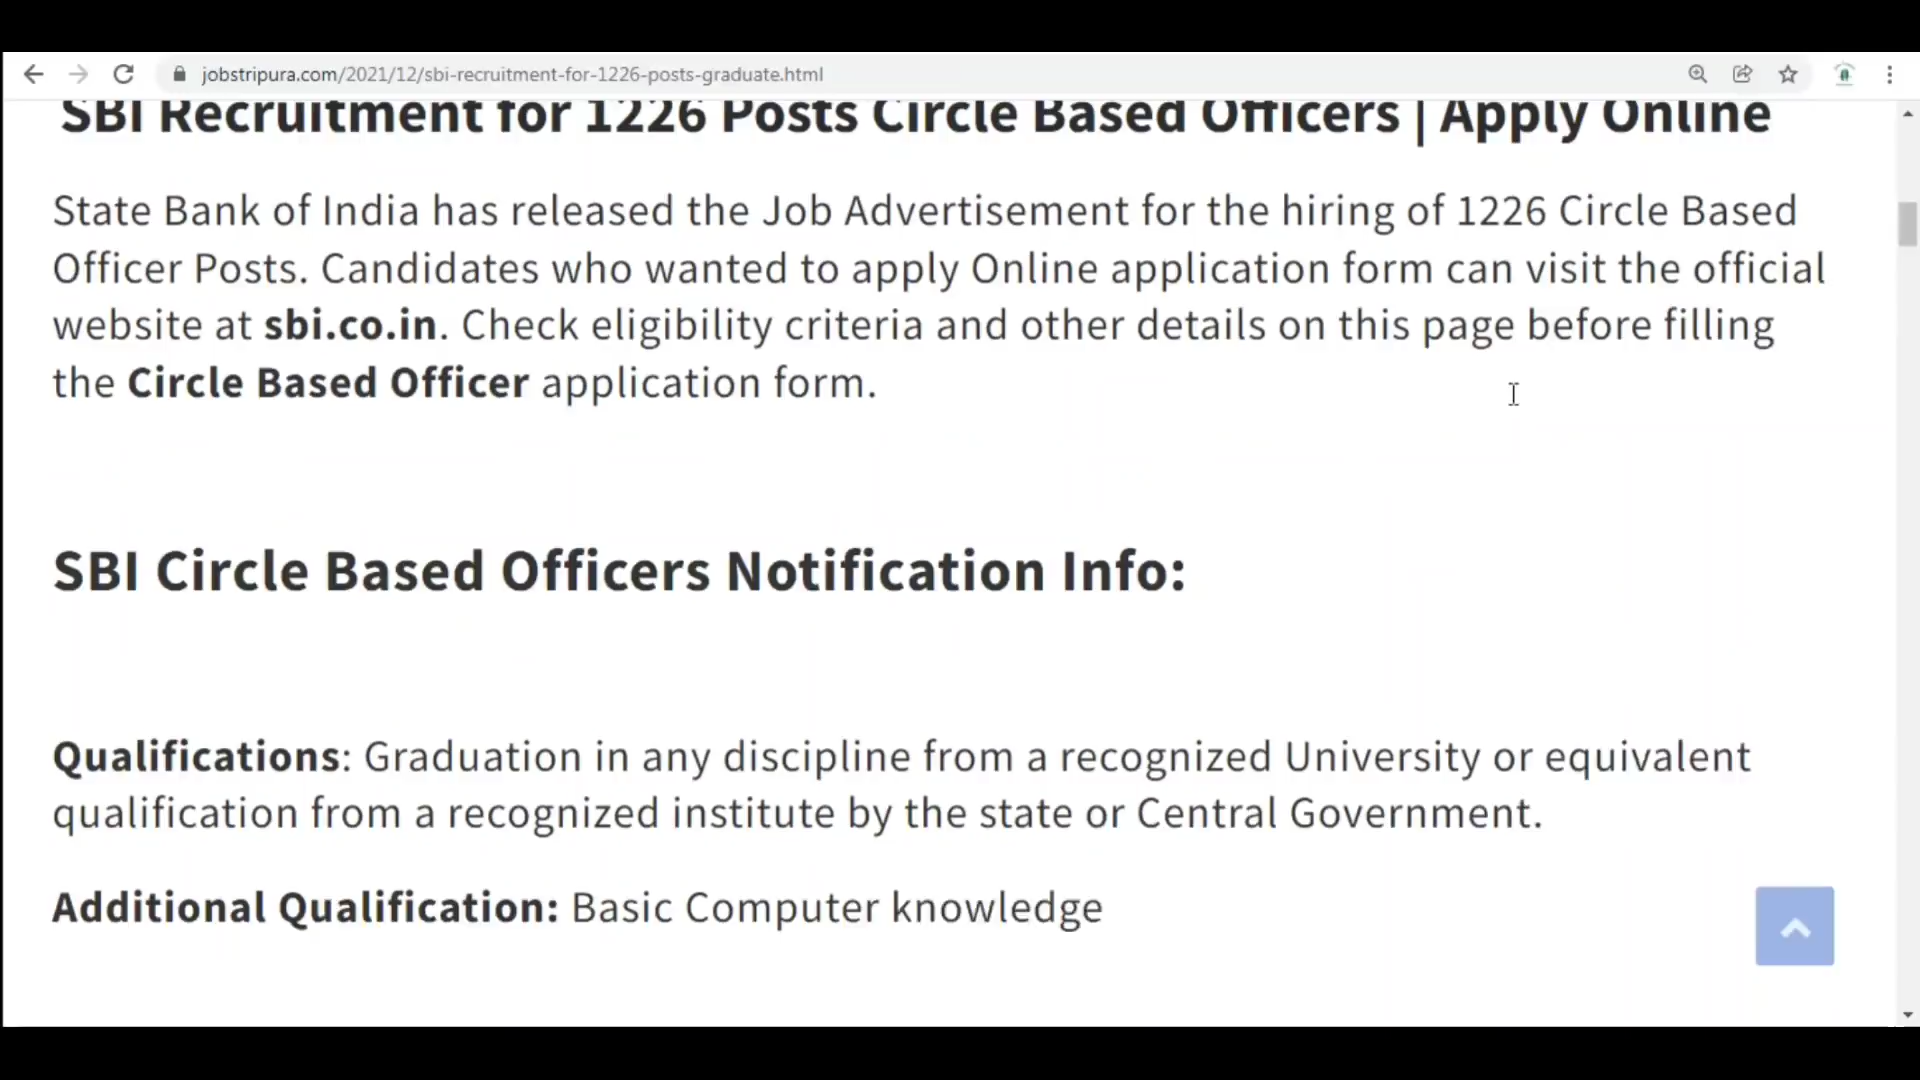 jobstripura.com/2021/12/sbi-recruitment-for-1226-posts-graduate.html
SBI Recruitment for 1226 Posts Circle Based Officers | Apply Online
State Bank of India has released the Job Advertisement for the hiring of 1226 Circle Based
Officer Posts. Candidates who wanted to apply Online application form can visit the official
website at sbi.co.in. Check eligibility criteria and other details on this page before filling
the Circle Based Officer application form.
SBI Circle Based Officers Notification Info:
Qualifications: Graduation in any discipline from a recognized University or equivalent
qualification from a recognized institute by the state or Central Government.
Additional Qualification: Basic Computer knowledge